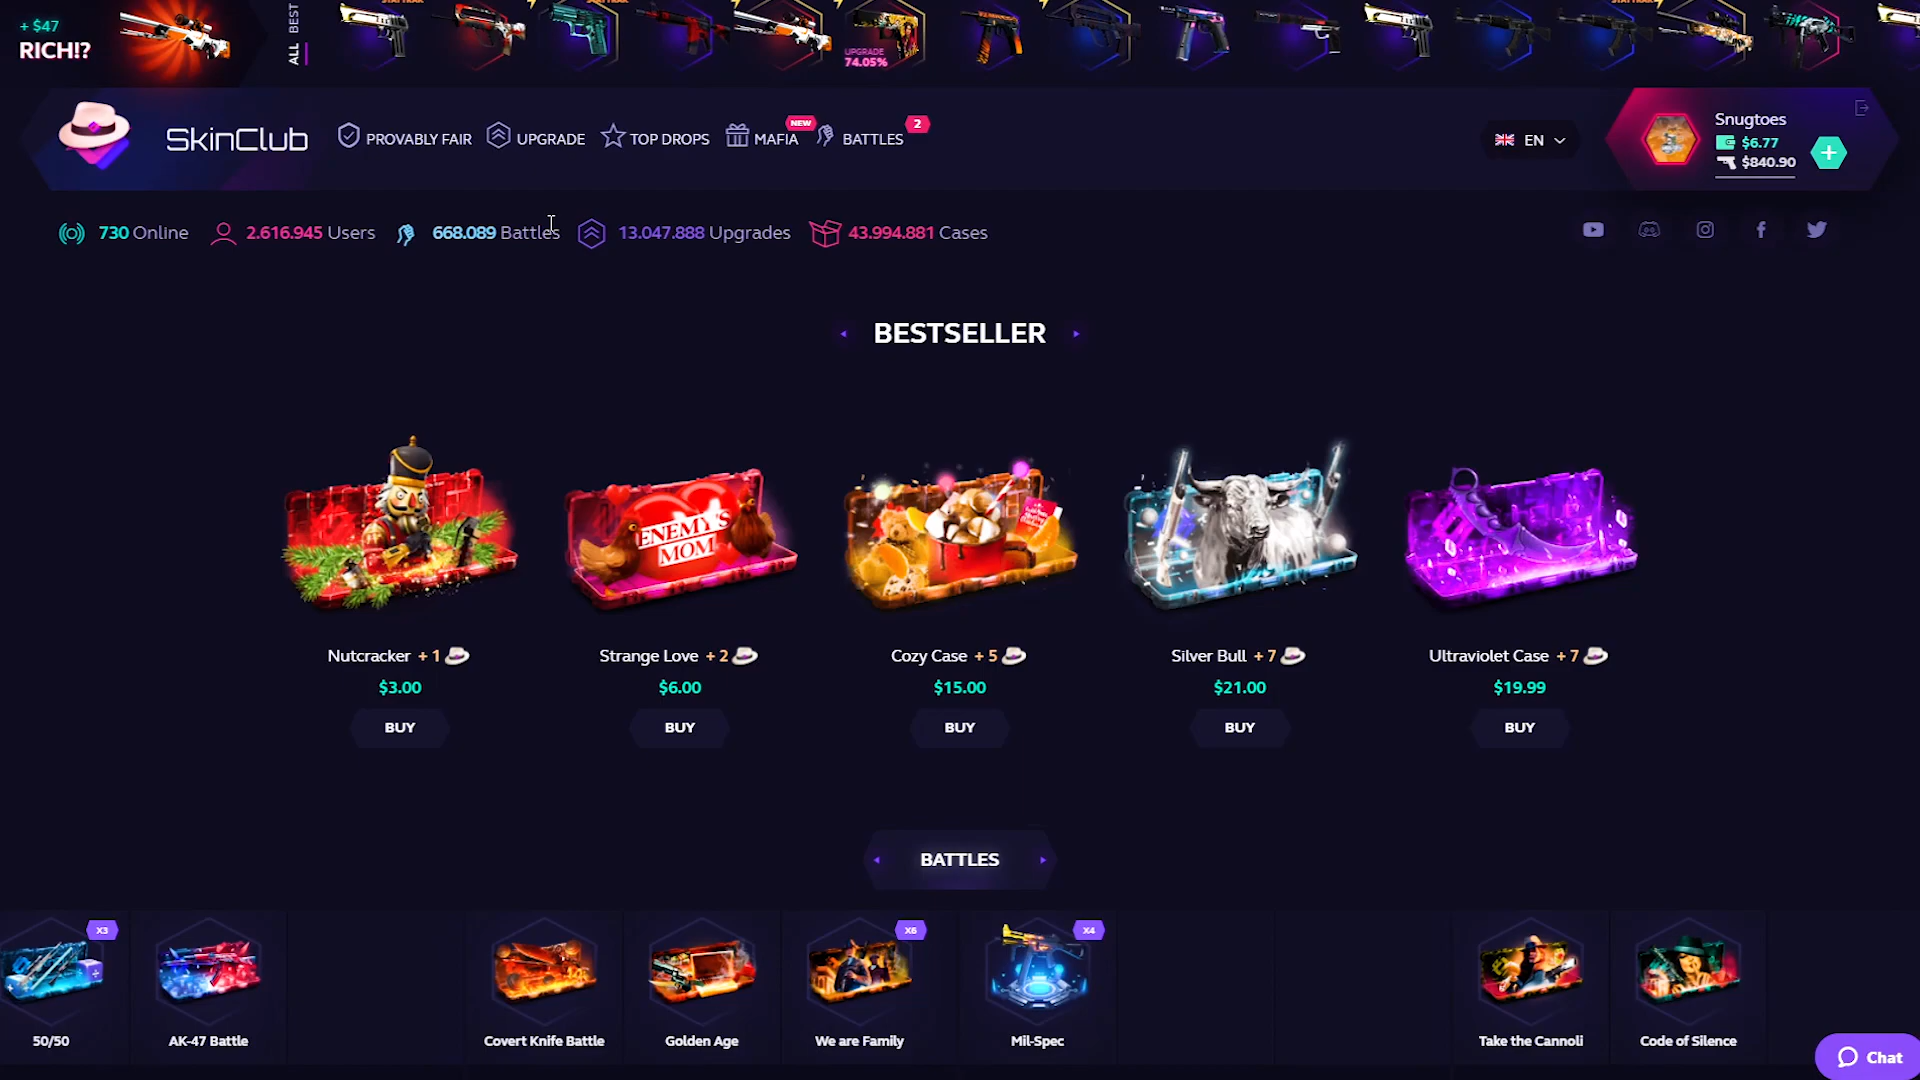 + $47
RICH!?
ALL BEST
UPGRADE
74.05%
SkinClub
PROVABLY FAIR
UPGRADE
TOP DROPS
MAFIA
NEW
BATTLES
2
EN
Snugtoes
$6.77
$840.90
730 Online
2.616.945 Users
668.089 Battles
13.047.888 Upgrades
43.994.881 Cases
BESTSELLER
ENEMY'S
MOM
Nutcracker + 1
$3.00
BUY
Strange Love + 2
$6.00
BUY
Cozy Case + 5
$15.00
BUY
Silver Bull + 7
$21.00
BUY
Ultraviolet Case + 7
$19.99
BUY
BATTLES
X3
50/50
AK-47 Battle
Covert Knife Battle
Golden Age
X6
We are Family
X4
Mil-Spec
Take the Cannoli
Code of Silence
Chat